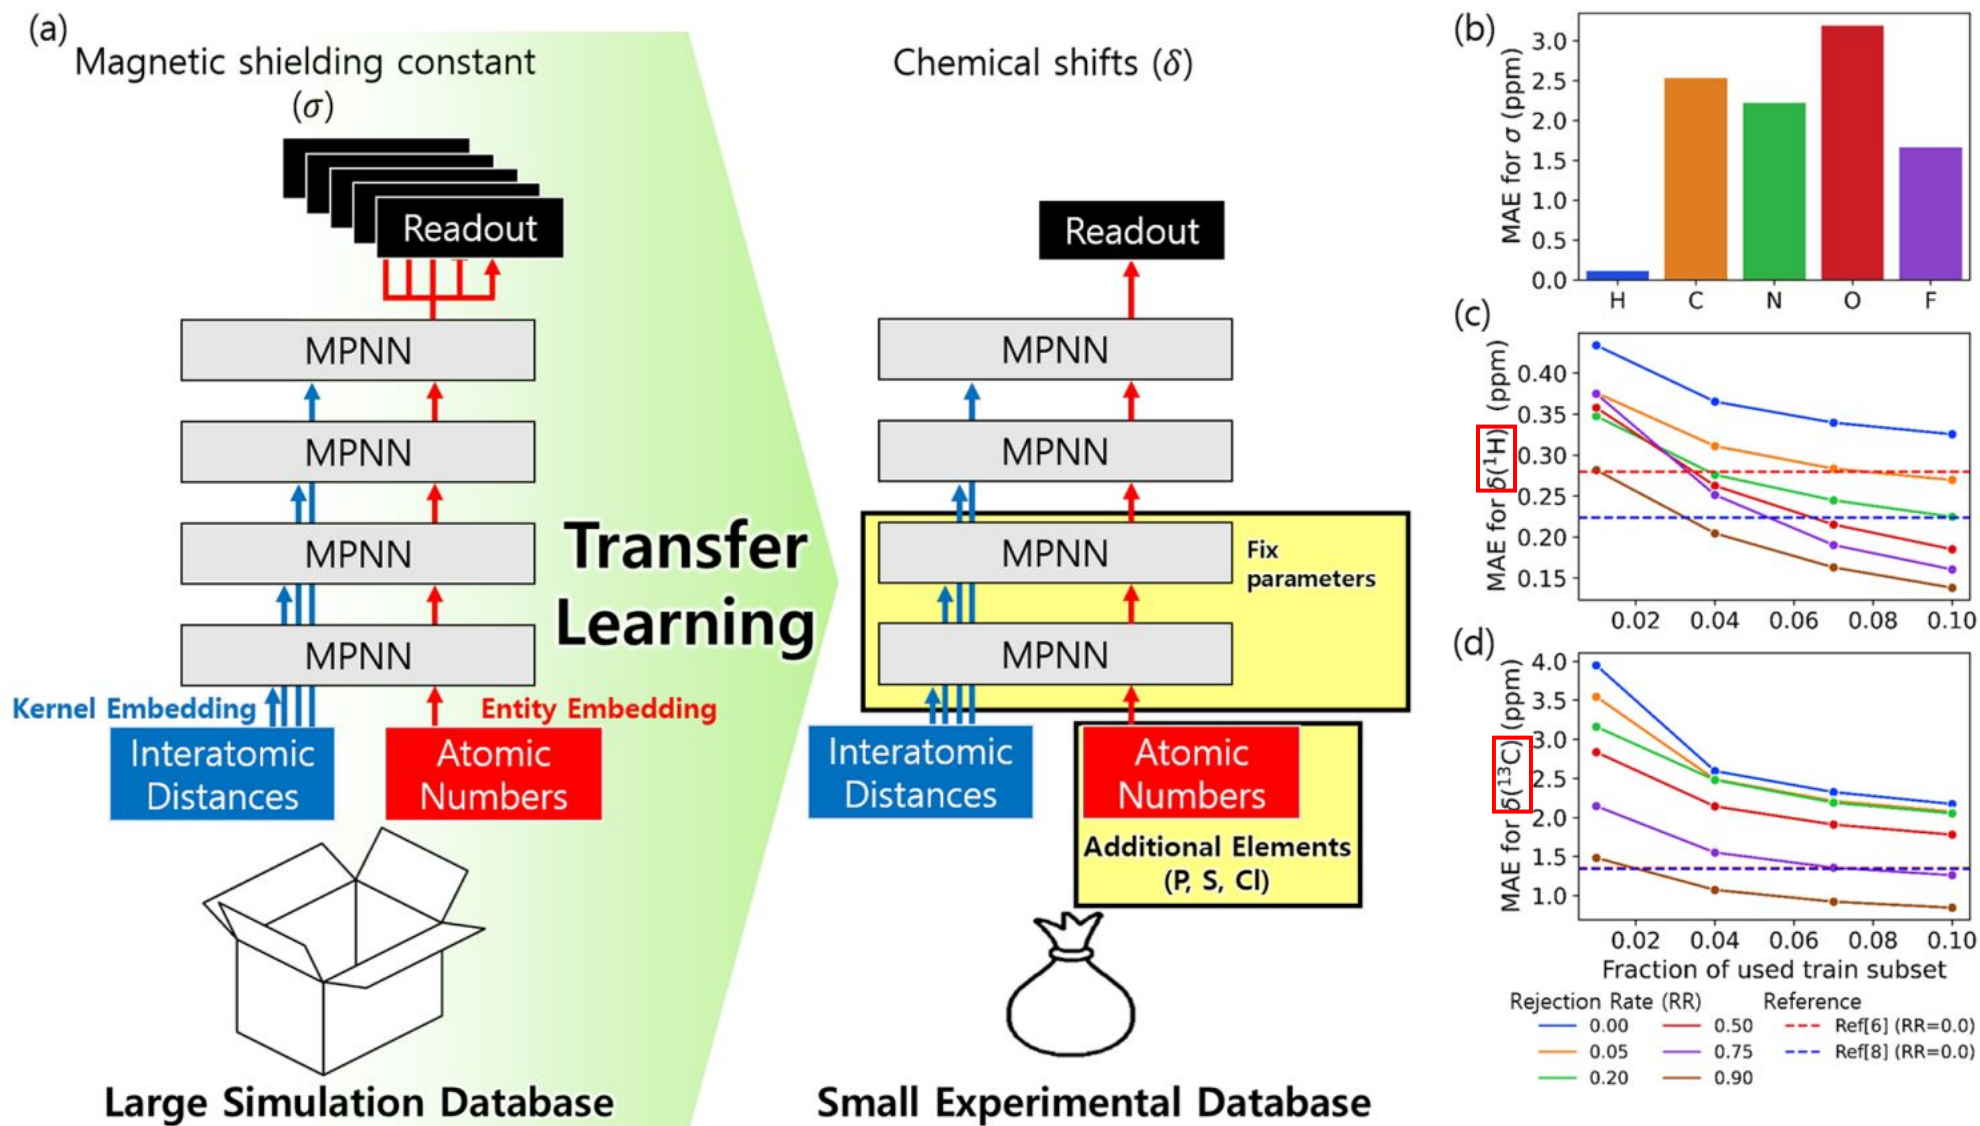 (a)
Magnetic shielding constant
(σ)
Readout
MPNN
MPNN
MPNN
MPNN
Kernel Embedding
Entity Embedding
Interatomic
Distances
Atomic
Numbers
Large Simulation Database
Transfer
Learning
Chemical shifts (δ)
Readout
MPNN
MPNN
MPNN
MPNN
Fix
parameters
Interatomic
Distances
Atomic
Numbers
Additional Elements
(P, S, Cl)
Small Experimental Database
(b)
MAE for σ (ppm)
3.0
2.5
2.0
1.5
1.0
0.5
0.0
H C N O F
(c)
MAE for δ(¹H) (ppm)
0.40
0.35
0.30
0.25
0.20
0.15
0.02 0.04 0.06 0.08 0.10
(d)
MAE for δ(¹³C) (ppm)
4.0
3.5
3.0
2.5
2.0
1.5
1.0
0.02 0.04 0.06 0.08 0.10
Fraction of used train subset
Rejection Rate (RR) Reference
0.00 0.50 Ref[6] (RR=0.0)
0.05 0.75 Ref[8] (RR=0.0)
0.20 0.90